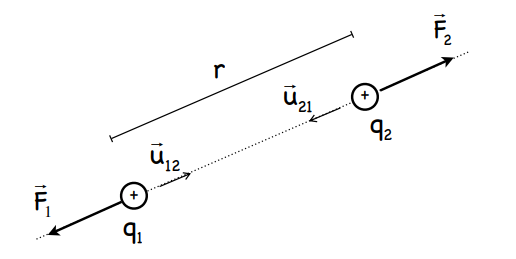 F⃗₂
r
u⃗₂₁
+
q₂
u⃗₁₂
F⃗₁
+
q₁